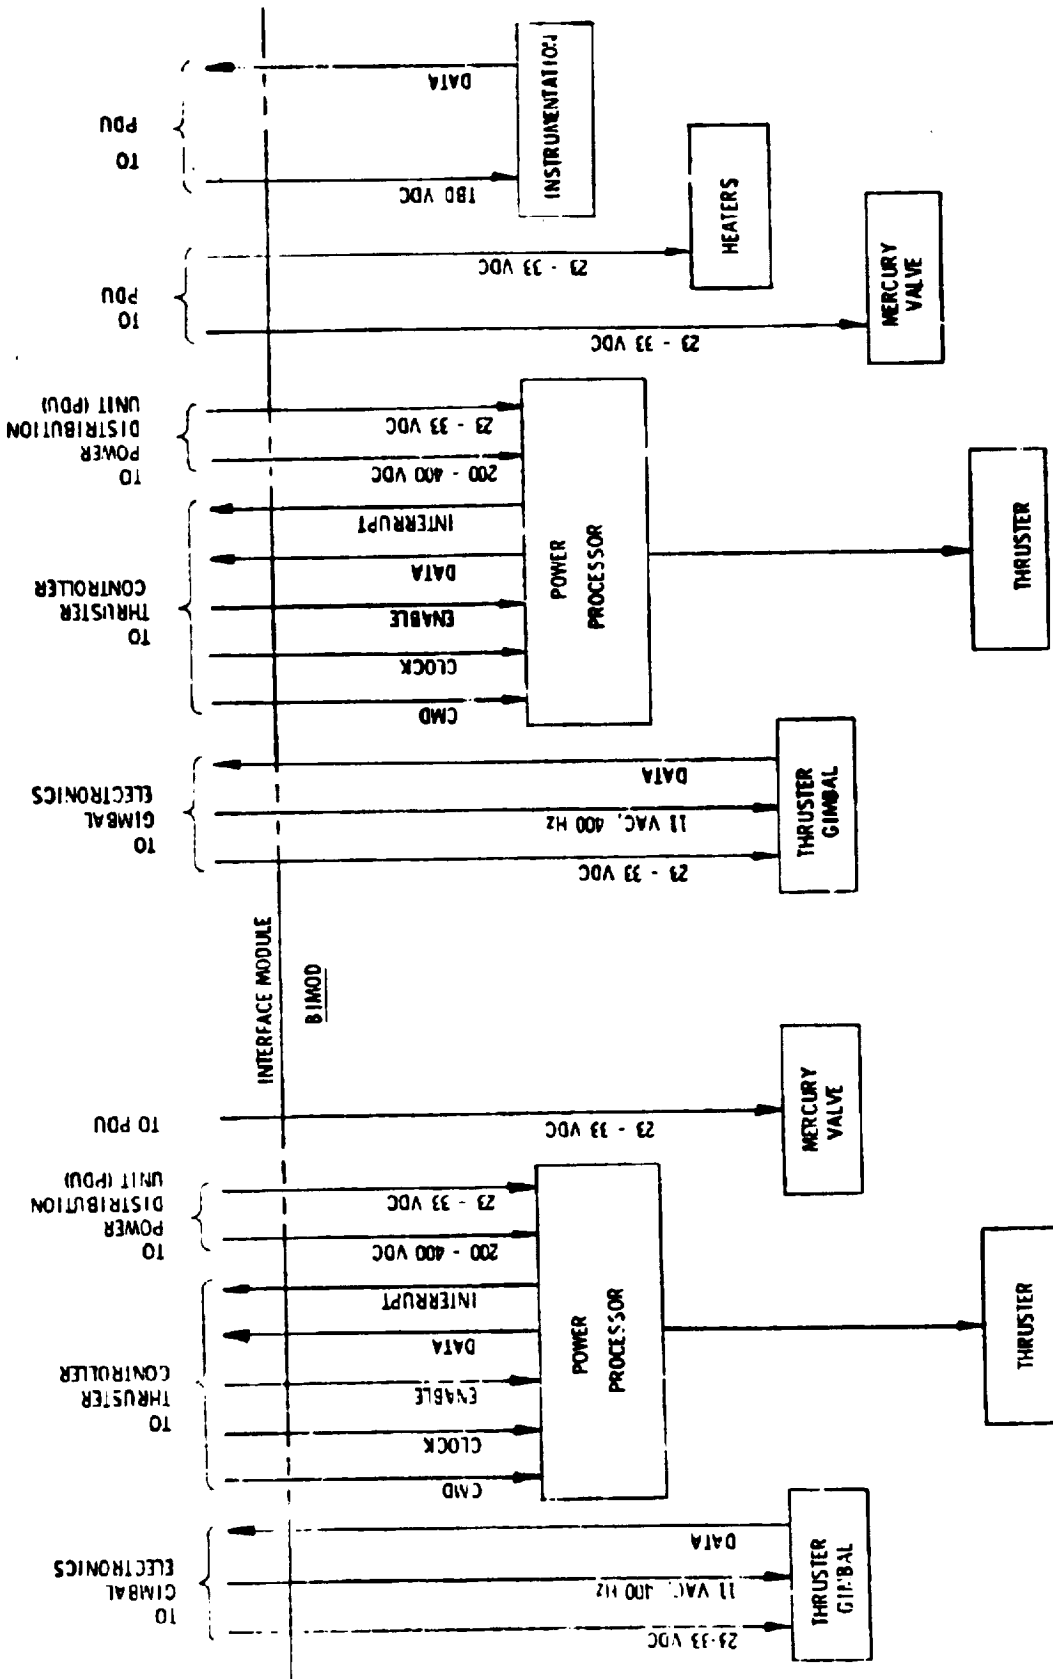 TO
GIMBAL
ELECTRONICS
TO
THRUSTER
CONTROLLER
TO
POWER
DISTRIBUTION
UNIT (PDU)
TO PDU
TO
GIMBAL
ELECTRONICS
TO
THRUSTER
CONTROLLER
TO
POWER
DISTRIBUTION
UNIT (PDU)
TO
PDU
TO
PDU
INTERFACE MODULE
BIMOD
23-33 VDC
11 VAC, 400 Hz
DATA
CMD
CLOCK
ENABLE
DATA
INTERRUPT
200 - 400 VDC
23 - 33 VDC
23 - 33 VDC
23 - 33 VDC
11 VAC, 400 Hz
DATA
CMD
CLOCK
ENABLE
DATA
INTERRUPT
200 - 400 VDC
23 - 33 VDC
23 - 33 VDC
23 - 33 VDC
TBD VDC
DATA
THRUSTER
GIMBAL
POWER
PROCESSOR
THRUSTER
MERCURY
VALVE
THRUSTER
GIMBAL
POWER
PROCESSOR
THRUSTER
MERCURY
VALVE
HEATERS
INSTRUMENTATION